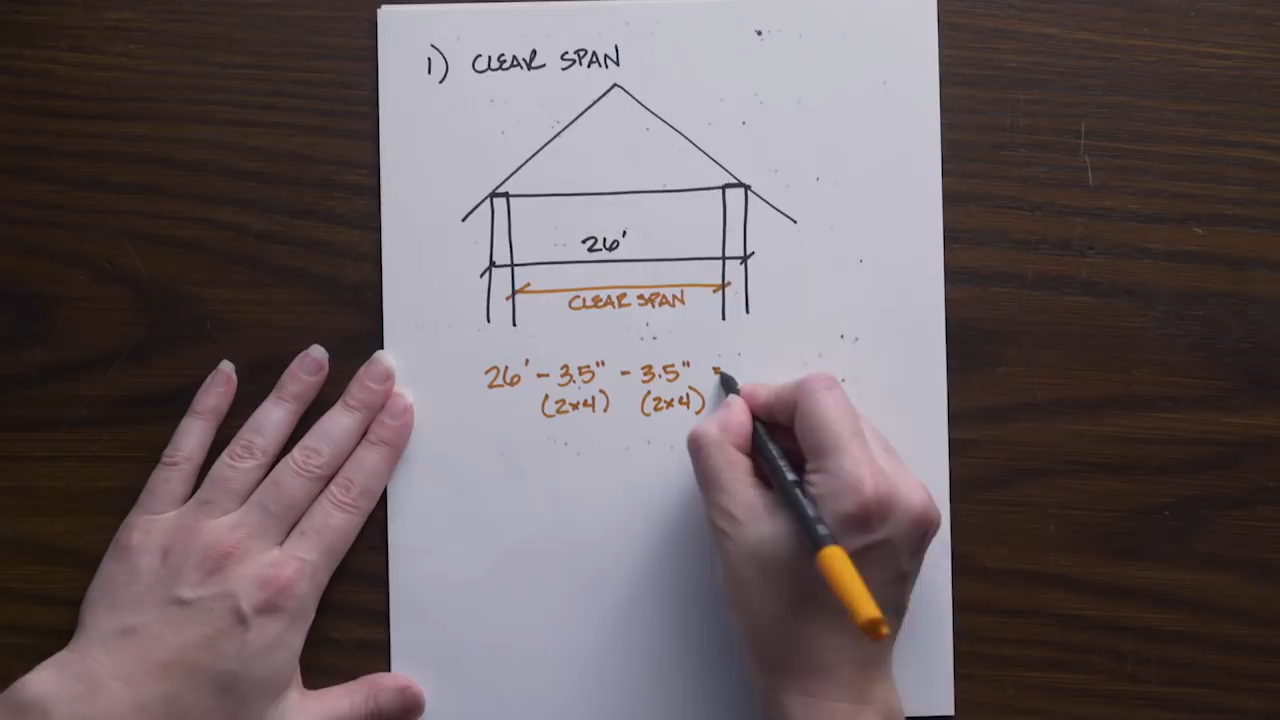 1) CLEAR SPAN
26'
CLEAR SPAN
26' - 3.5" - 3.5" =
(2x4) (2x4)